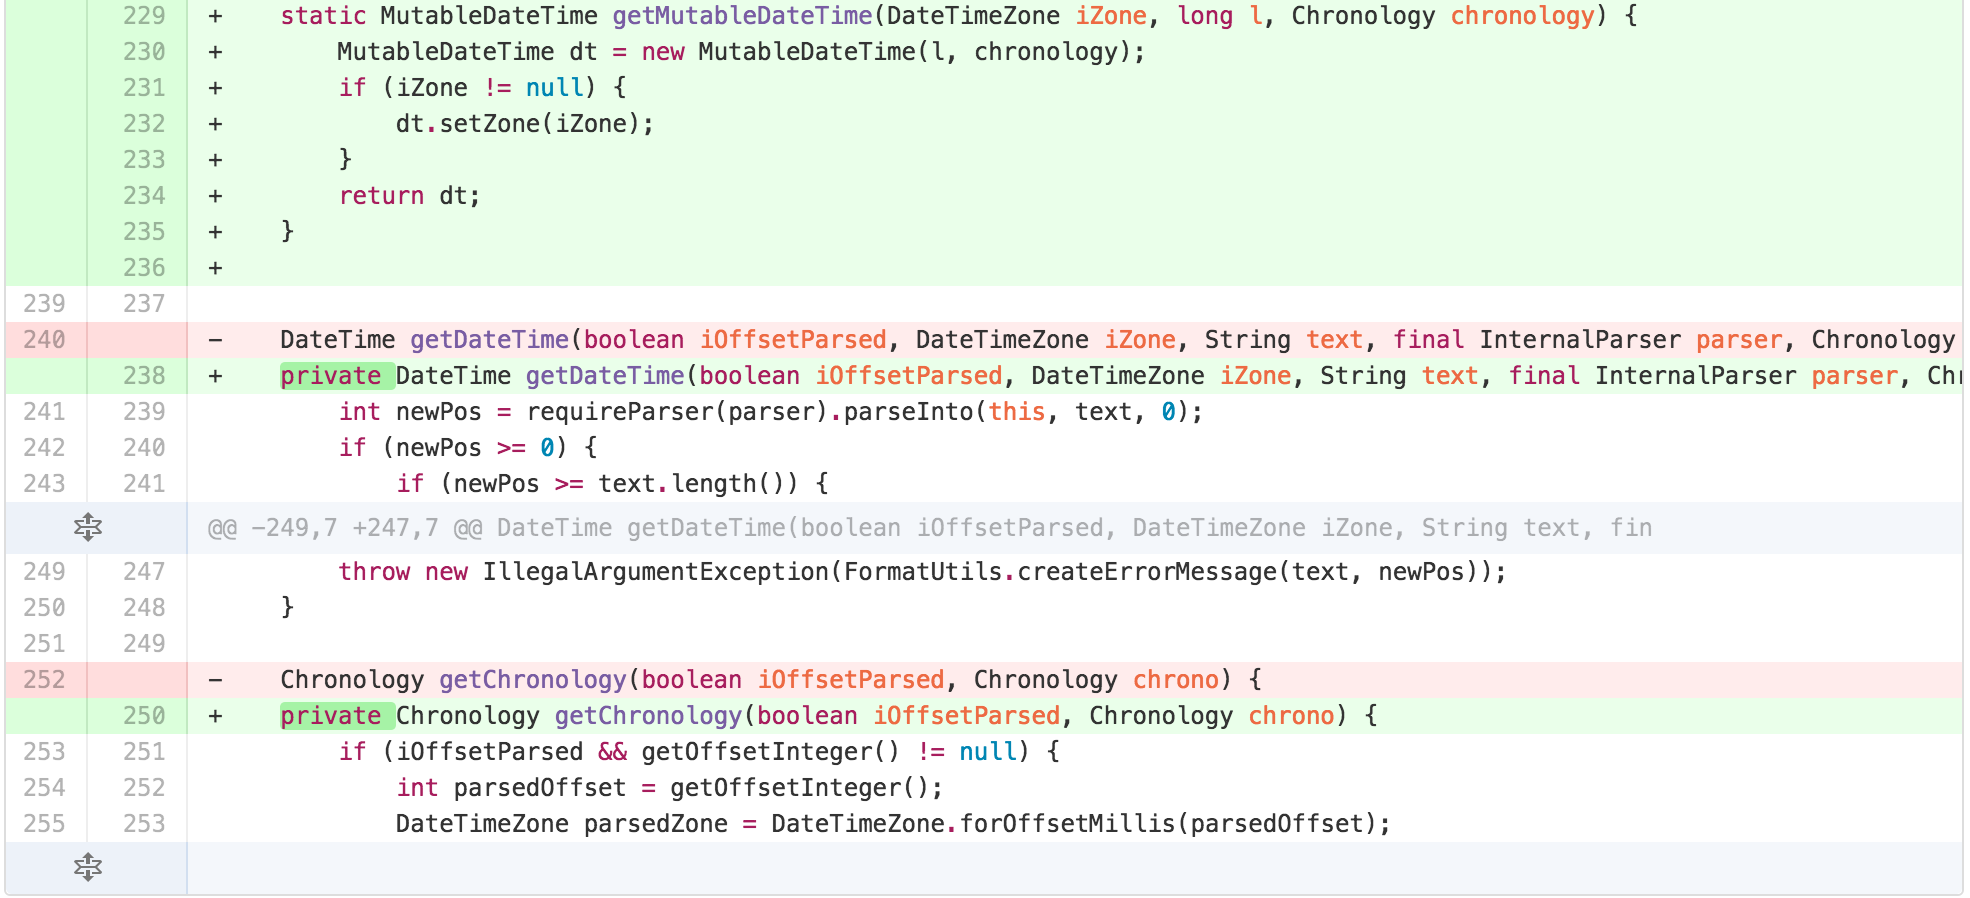 229 +    static MutableDateTime getMutableDateTime(DateTimeZone iZone, long l, Chronology chronology) {
230 +        MutableDateTime dt = new MutableDateTime(l, chronology);
231 +        if (iZone != null) {
232 +            dt.setZone(iZone);
233 +        }
234 +        return dt;
235 +    }
236 +
239 237
240 -    DateTime getDateTime(boolean iOffsetParsed, DateTimeZone iZone, String text, final InternalParser parser, Chronology
238 +    private DateTime getDateTime(boolean iOffsetParsed, DateTimeZone iZone, String text, final InternalParser parser,
241 239        int newPos = requireParser(parser).parseInto(this, text, 0);
242 240        if (newPos >= 0) {
243 241            if (newPos >= text.length()) {
@@ -249,7 +247,7 @@ DateTime getDateTime(boolean iOffsetParsed, DateTimeZone iZone, String text, fin
249 247        throw new IllegalArgumentException(FormatUtils.createErrorMessage(text, newPos));
250 248    }
251 249
252 -    Chronology getChronology(boolean iOffsetParsed, Chronology chrono) {
250 +    private Chronology getChronology(boolean iOffsetParsed, Chronology chrono) {
253 251        if (iOffsetParsed && getOffsetInteger() != null) {
254 252            int parsedOffset = getOffsetInteger();
255 253            DateTimeZone parsedZone = DateTimeZone.forOffsetMillis(parsedOffset);